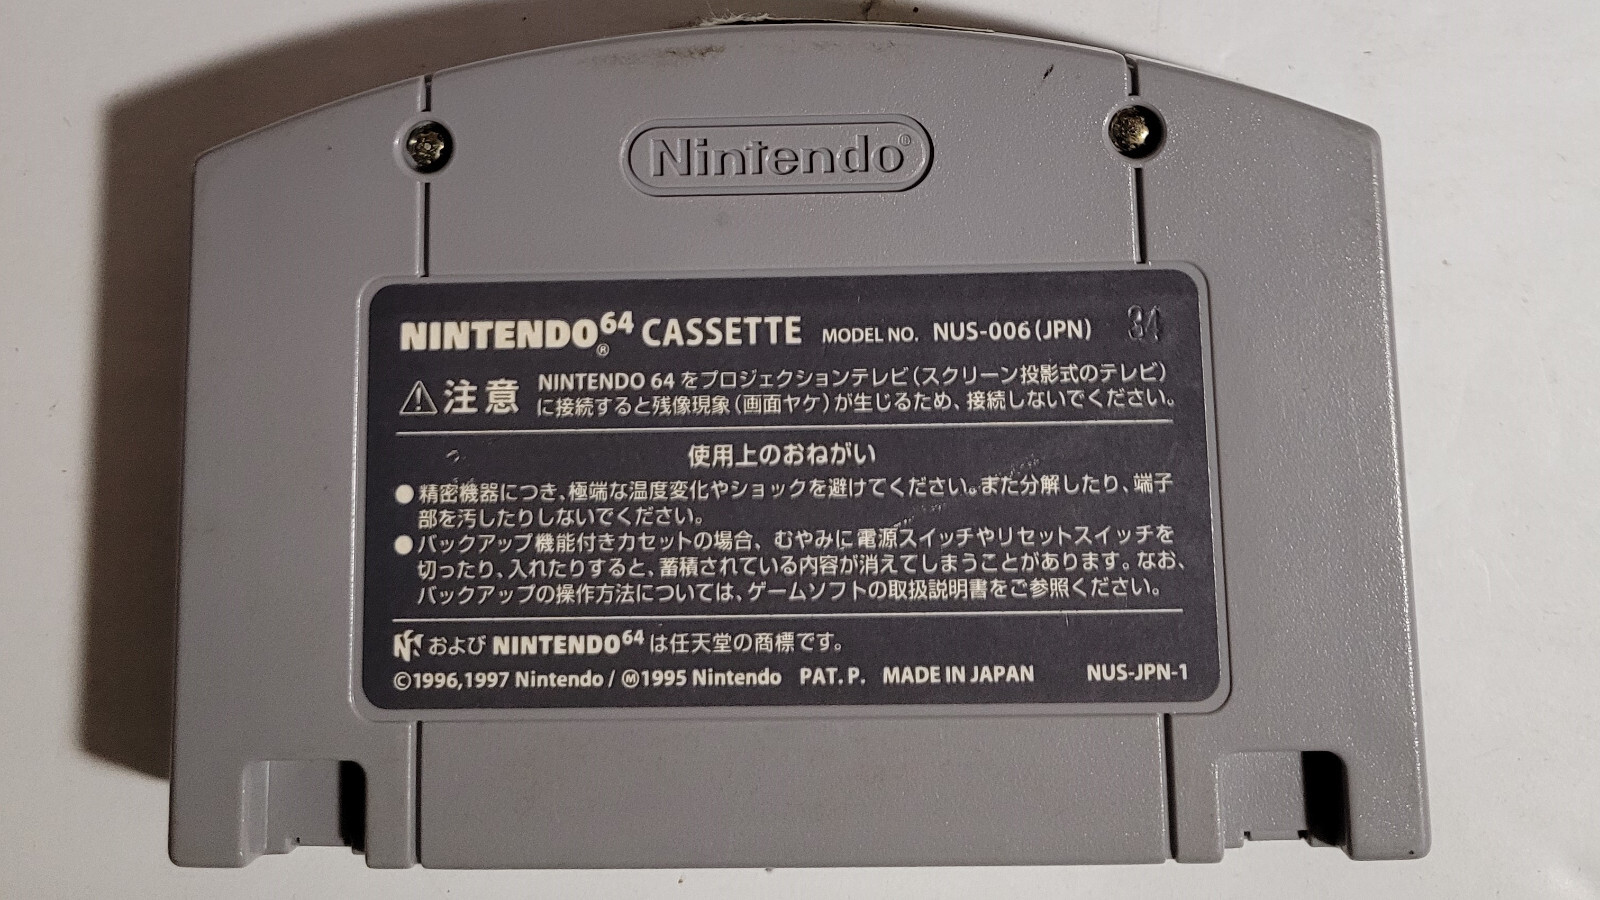 Nintendo®
NINTENDO64® CASSETTE MODEL NO. NUS-006(JPN) 34
⚠注意 NINTENDO 64 をプロジェクションテレビ(スクリーン投影式のテレビ)
に接続すると残像現象(画面ヤケ)が生じるため、接続しないでください。
使用上のおねがい
●精密機器につき、極端な温度変化やショックを避けてください。また分解したり、端子
部を汚したりしないでください。
●バックアップ機能付きカセットの場合、むやみに電源スイッチやリセットスイッチを
切ったり、入れたりすると、蓄積されている内容が消えてしまうことがあります。なお、
バックアップの操作方法については、ゲームソフトの取扱説明書をご参照ください。
および NINTENDO64 は任天堂の商標です。
©1996,1997 Nintendo / Ⓜ1995 Nintendo PAT. P. MADE IN JAPAN NUS-JPN-1